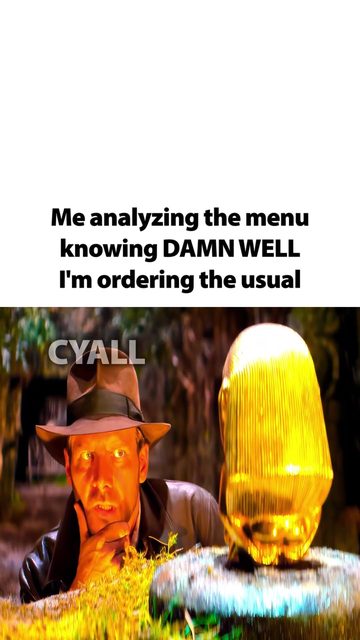 Me analyzing the menu
knowing DAMN WELL
I'm ordering the usual
CYALL